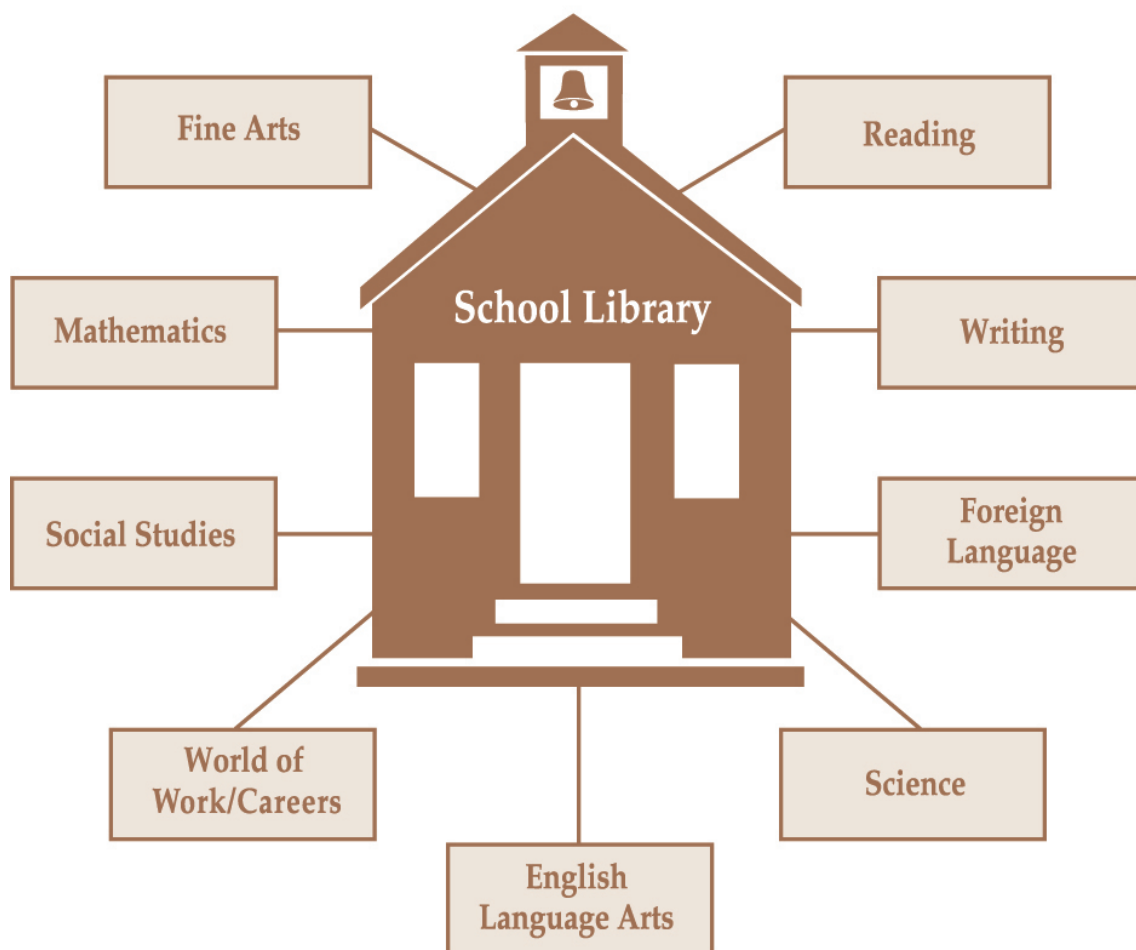 Fine Arts
Reading
School Library
Mathematics
Writing
Social Studies
Foreign
Language
World of
Work/Careers
Science
English
Language Arts